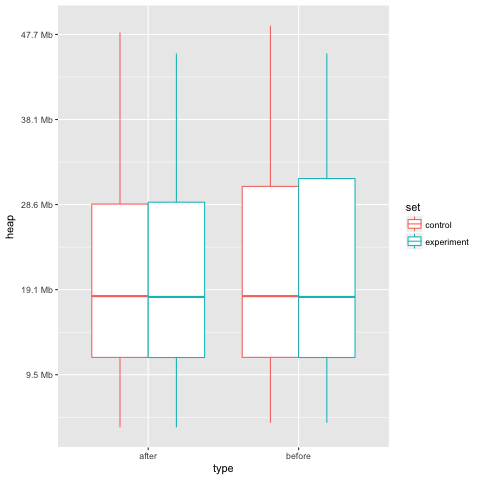 47.7 Mb
38.1 Mb
28.6 Mb
19.1 Mb
9.5 Mb
heap
after
before
type
set
control
experiment